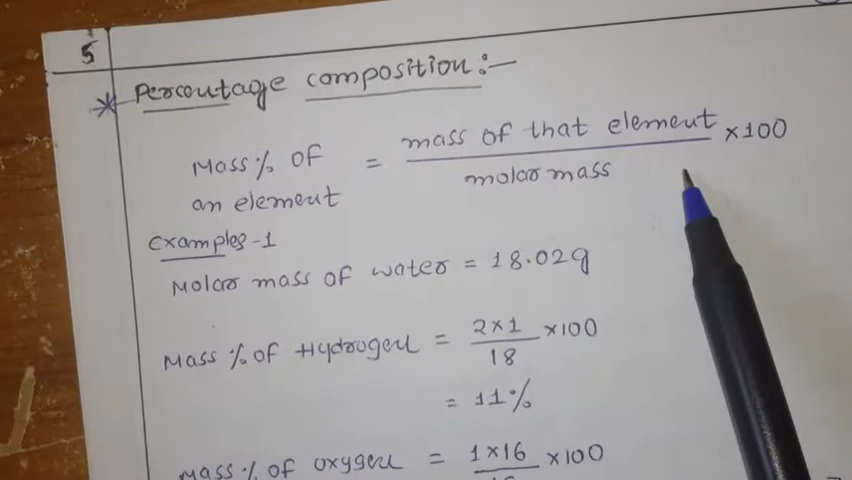 5
* Percentage composition:-
Mass % of an element = mass of that element / molar mass × 100
Examples-1
Molar mass of water = 18.02g
Mass % of Hydrogen = 2×1 / 18 ×100
= 11%
Mass % of oxygen = 1×16 / ×100